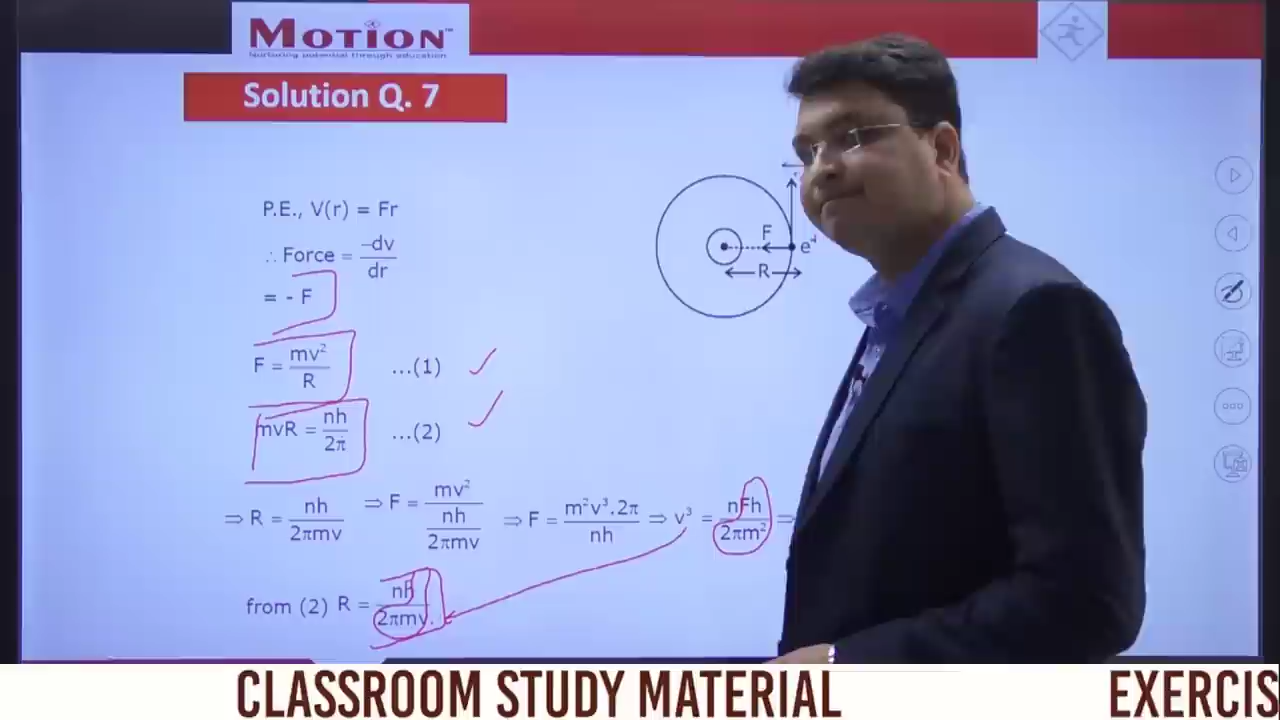 MOTION™
Nurturing potential through education
Solution Q. 7
P.E., V(r) = Fr
∴ Force = -dv/dr
= - F
F = mv²/R ...(1)
mvR = nh/2π ...(2)
⇒ R = nh/2πmv ⇒ F = mv²/(nh/2πmv) ⇒ F = m²v³.2π/nh ⇒ v³ = nFh/2πm² ⇒
from (2) R = nh/2πmv.
F
e
R
CLASSROOM STUDY MATERIAL
EXERCIS